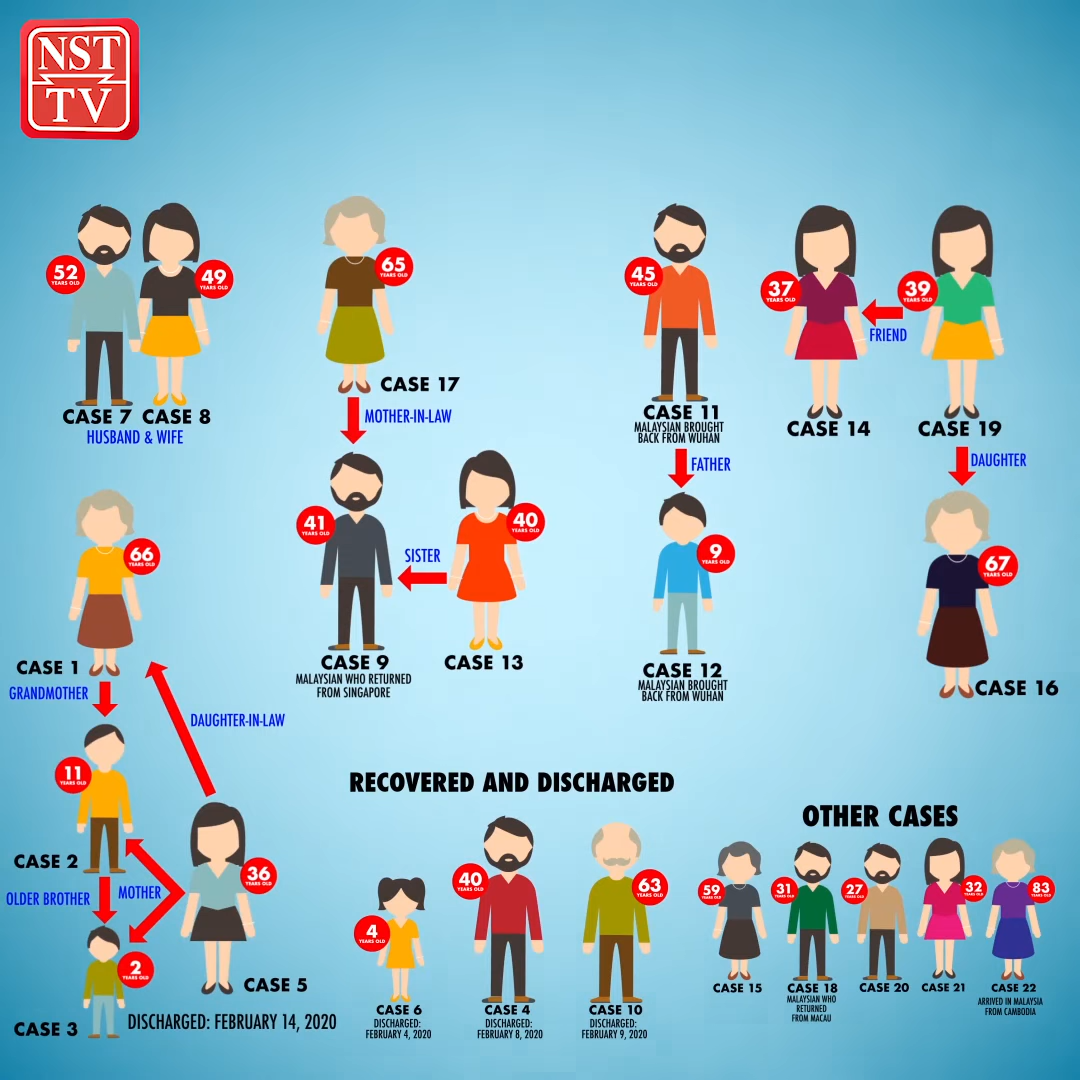 NST
TV
52
YEARS OLD
49
YEARS OLD
CASE 7 CASE 8
HUSBAND & WIFE
65
YEARS OLD
CASE 17
MOTHER-IN-LAW
41
YEARS OLD
SISTER
40
YEARS OLD
CASE 9
MALAYSIAN WHO RETURNED
FROM SINGAPORE
CASE 13
45
YEARS OLD
CASE 11
MALAYSIAN BROUGHT
BACK FROM WUHAN
FATHER
9
YEARS OLD
CASE 12
MALAYSIAN BROUGHT
BACK FROM WUHAN
37
YEARS OLD
39
YEARS OLD
FRIEND
CASE 14
CASE 19
DAUGHTER
67
YEARS OLD
CASE 16
66
YEARS OLD
CASE 1
GRANDMOTHER
DAUGHTER-IN-LAW
11
YEARS OLD
CASE 2
OLDER BROTHER
MOTHER
36
YEARS OLD
2
YEARS OLD
CASE 5
CASE 3
DISCHARGED: FEBRUARY 14, 2020
RECOVERED AND DISCHARGED
4
YEARS OLD
CASE 6
DISCHARGED:
FEBRUARY 4, 2020
40
YEARS OLD
CASE 4
DISCHARGED:
FEBRUARY 8, 2020
63
YEARS OLD
CASE 10
DISCHARGED:
FEBRUARY 9, 2020
OTHER CASES
59
YEARS OLD
CASE 15
31
YEARS OLD
CASE 18
MALAYSIAN WHO
RETURNED
FROM MACAU
27
YEARS OLD
CASE 20
32
YEARS OLD
CASE 21
83
YEARS OLD
CASE 22
ARRIVED IN MALAYSIA
FROM CAMBODIA